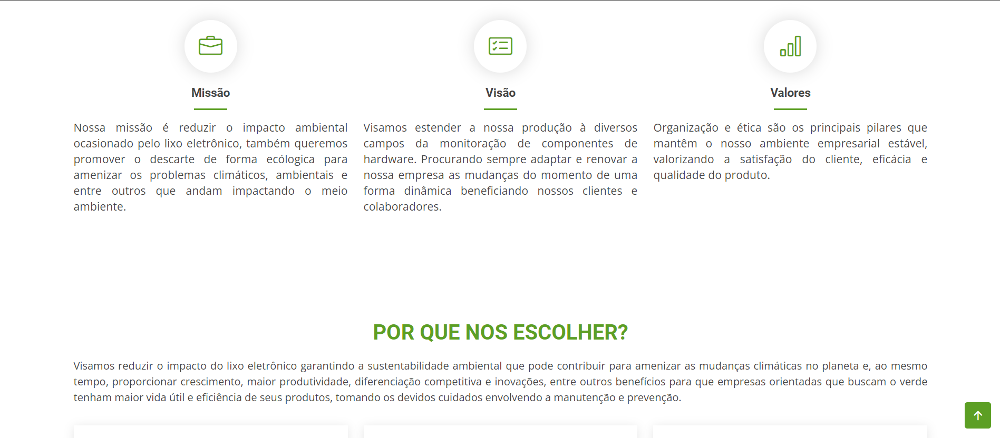 Missão
Nossa missão é reduzir o impacto ambiental
ocasionado pelo lixo eletrônico, também queremos
promover o descarte de forma ecólogica para
amenizar os problemas climáticos, ambientais e
entre outros que andam impactando o meio
ambiente.
Visão
Visamos estender a nossa produção à diversos
campos da monitoração de componentes de
hardware. Procurando sempre adaptar e renovar a
nossa empresa as mudanças do momento de uma
forma dinâmica beneficiando nossos clientes e
colaboradores.
Valores
Organização e ética são os principais pilares que
mantêm o nosso ambiente empresarial estável,
valorizando a satisfação do cliente, eficácia e
qualidade do produto.
POR QUE NOS ESCOLHER?
Visamos reduzir o impacto do lixo eletrônico garantindo a sustentabilidade ambiental que pode contribuir para amenizar as mudanças climáticas no planeta e, ao mesmo
tempo, proporcionar crescimento, maior produtividade, diferenciação competitiva e inovações, entre outros benefícios para que empresas orientadas que buscam o verde
tenham maior vida útil e eficiência de seus produtos, tomando os devidos cuidados envolvendo a manutenção e prevenção.